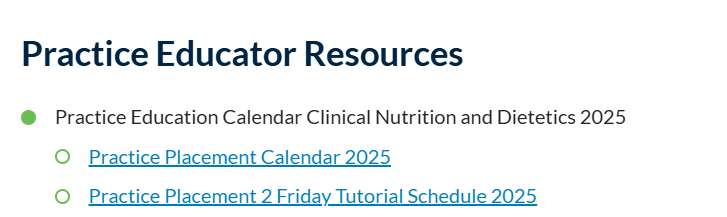 Practice Educator Resources
Practice Education Calendar Clinical Nutrition and Dietetics 2025
Practice Placement Calendar 2025
Practice Placement 2 Friday Tutorial Schedule 2025